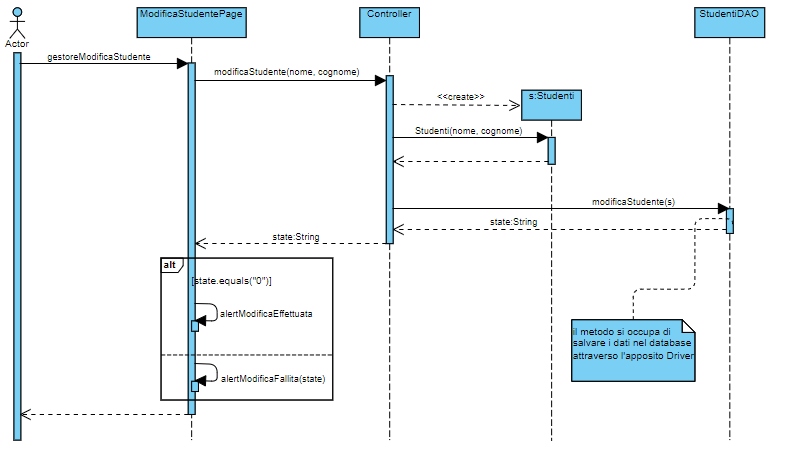 ModificaStudentePage
Controller
StudentiDAO
Actor
gestoreModificaStudente
modificaStudente(nome, cognome)
<<create>>
s:Studenti
Studenti(nome, cognome)
modificaStudente(s)
state:String
state:String
alt
[state.equals("0")]
alertModificaEffettuata
il metodo si occupa di
salvare i dati nel database
attraverso l'apposito Driver
alertModificaFallita(state)